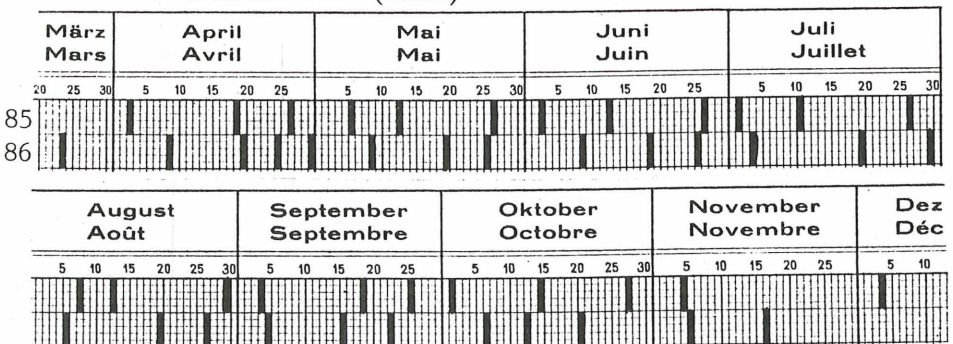 März April Mai Juni Juli
Mars Avril Mai Juin Juillet
20 25 30 5 10 15 20 25 5 10 15 20 25 30 5 10 15 20 25 5 10 15 20 25 30
85
86
August September Oktober November Dez
Août Septembre Octobre Novembre Déc
5 10 15 20 25 30 5 10 15 20 25 5 10 15 20 25 30 5 10 15 20 25 5 10